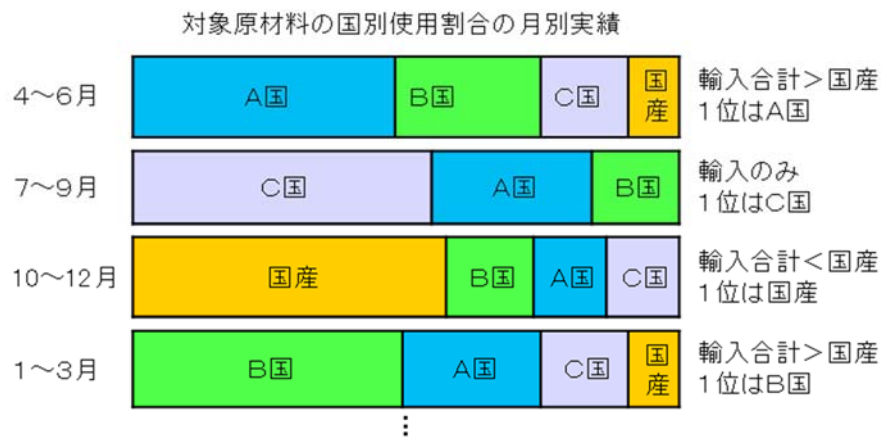 対象原材料の国別使用割合の月別実績
4～6月
A国
B国
C国
国
産
輸入合計＞国産
1位はA国
7～9月
C国
A国
B国
輸入のみ
1位はC国
10～12月
国産
B国
A国
C国
輸入合計＜国産
1位は国産
1～3月
B国
A国
C国
国
産
輸入合計＞国産
1位はB国
⋮